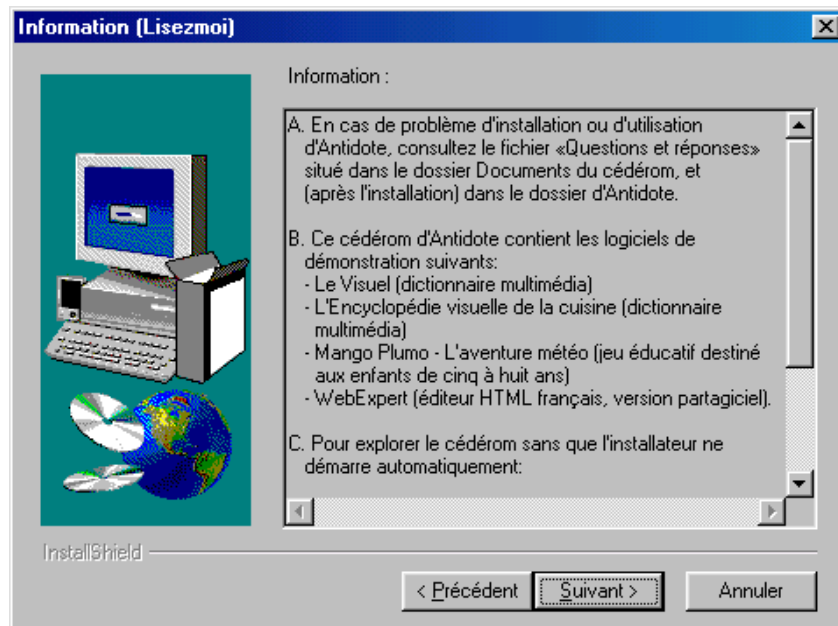 Information (Lisezmoi)
Information :
A. En cas de problème d'installation ou d'utilisation
d'Antidote, consultez le fichier «Questions et réponses»
situé dans le dossier Documents du cédérom, et
(après l'installation) dans le dossier d'Antidote.
B. Ce cédérom d'Antidote contient les logiciels de
démonstration suivants:
- Le Visuel (dictionnaire multimédia)
- L'Encyclopédie visuelle de la cuisine (dictionnaire
multimédia)
- Mango Plumo - L'aventure météo (jeu éducatif destiné
aux enfants de cinq à huit ans)
- WebExpert (éditeur HTML français, version partagiciel).
C. Pour explorer le cédérom sans que l'installateur ne
démarre automatiquement:
InstallShield
< Précédent
Suivant >
Annuler